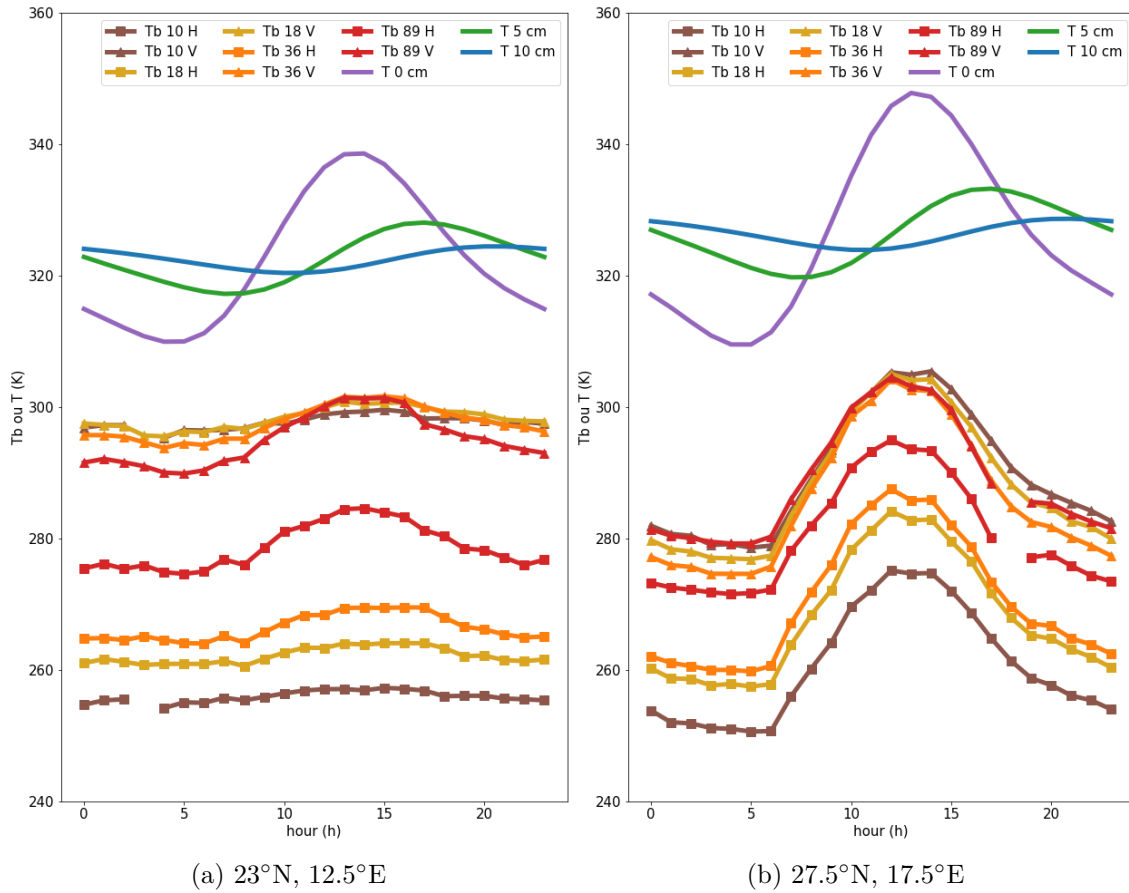 360
340
320
300
280
260
240
Tb ou T (K)
Tb 10 H Tb 18 V Tb 89 H T 5 cm
Tb 10 V Tb 36 H Tb 89 V T 10 cm
Tb 18 H Tb 36 V T 0 cm
0 5 10 15 20
hour (h)
(a) 23°N, 12.5°E
360
340
320
300
280
260
240
Tb ou T (K)
Tb 10 H Tb 18 V Tb 89 H T 5 cm
Tb 10 V Tb 36 H Tb 89 V T 10 cm
Tb 18 H Tb 36 V T 0 cm
0 5 10 15 20
hour (h)
(b) 27.5°N, 17.5°E